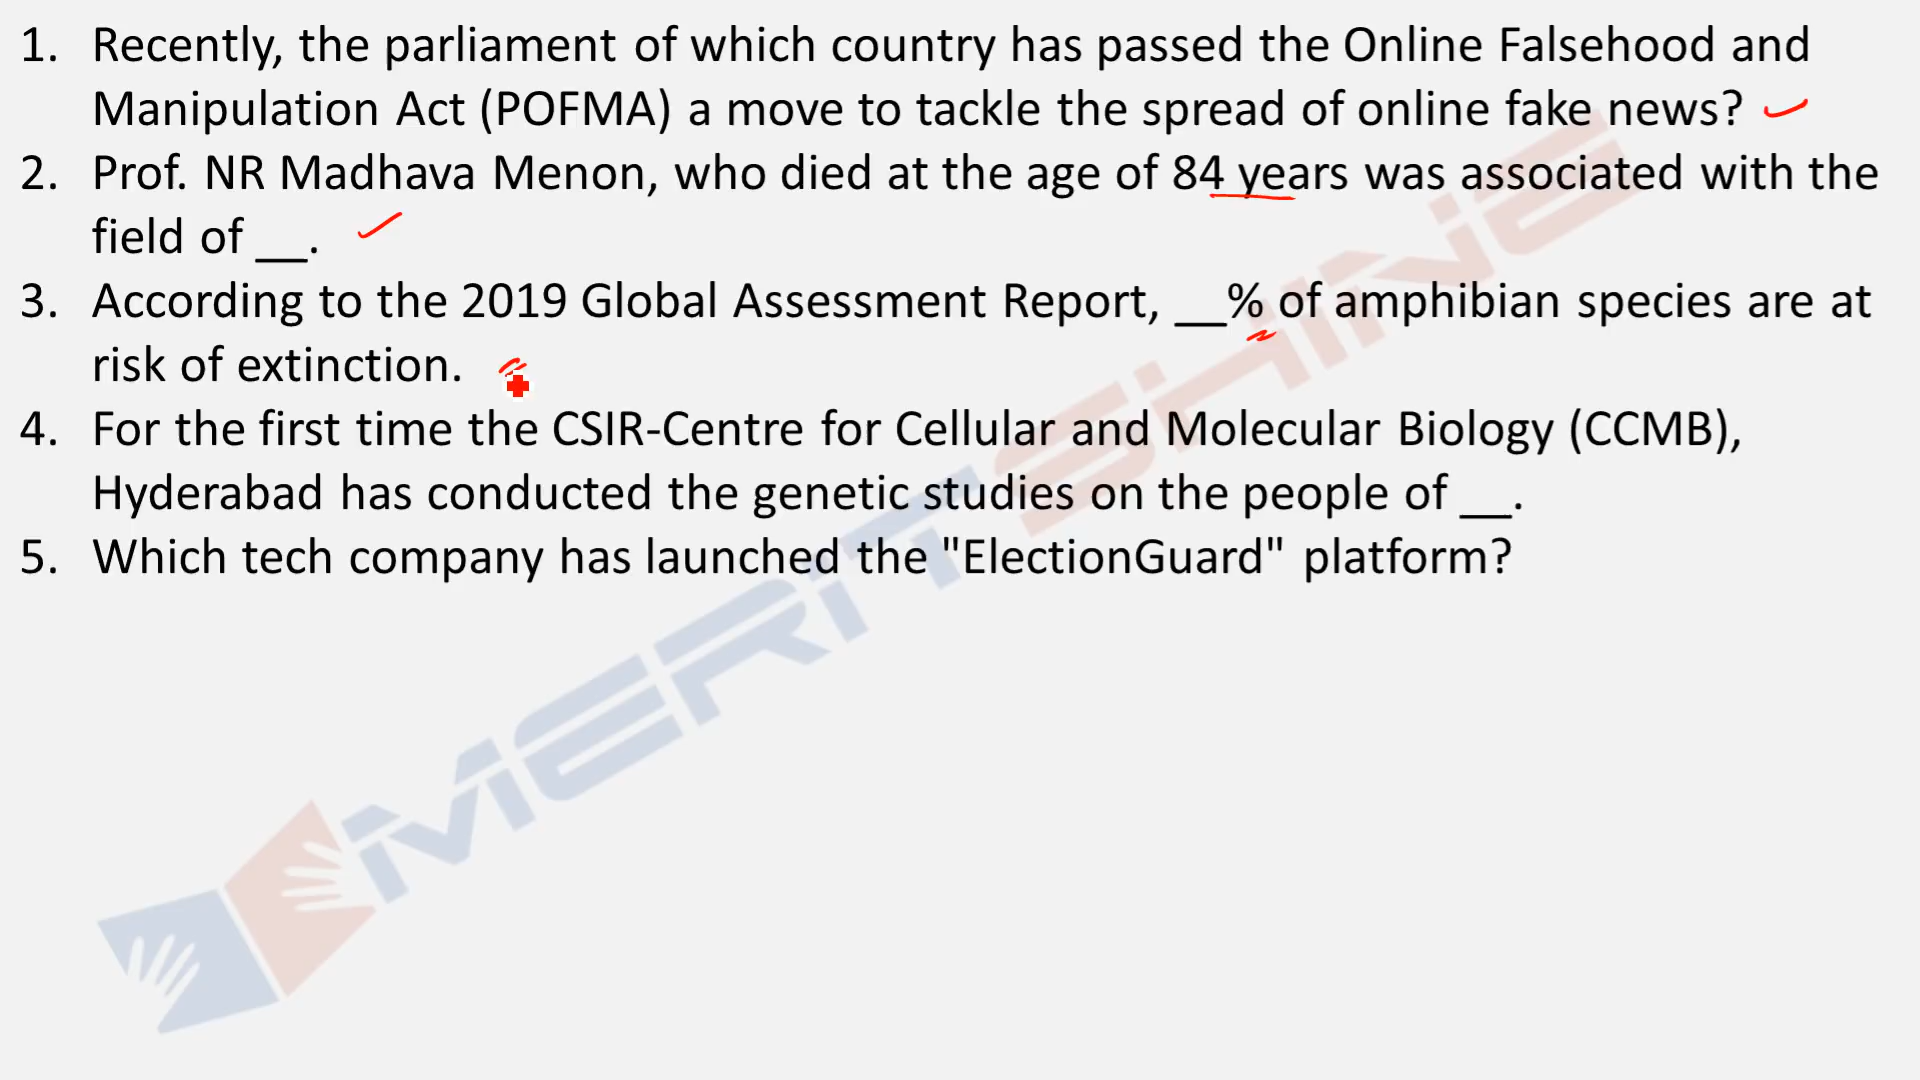 1. Recently, the parliament of which country has passed the Online Falsehood and
Manipulation Act (POFMA) a move to tackle the spread of online fake news?
2. Prof. NR Madhava Menon, who died at the age of 84 years was associated with the
field of __.
3. According to the 2019 Global Assessment Report, __% of amphibian species are at
risk of extinction.
4. For the first time the CSIR-Centre for Cellular and Molecular Biology (CCMB),
Hyderabad has conducted the genetic studies on the people of __.
5. Which tech company has launched the "ElectionGuard" platform?
MERITSHINE